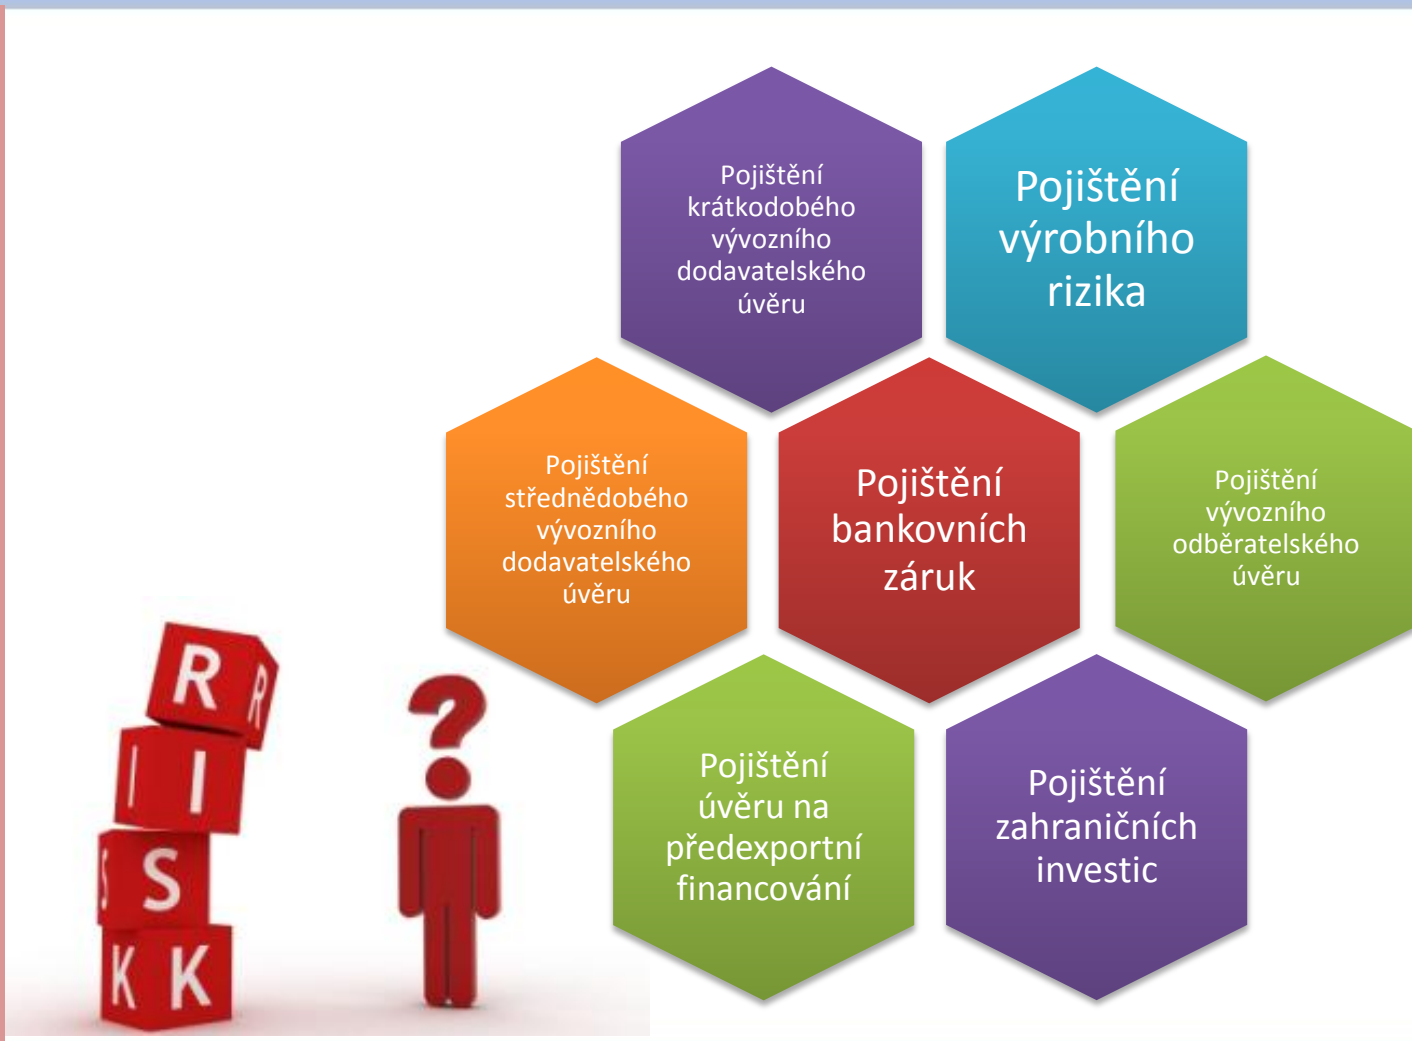 Pojištění
krátkodobého
vývozního
dodavatelského
úvěru
Pojištění
výrobního
rizika
Pojištění
střednědobého
vývozního
dodavatelského
úvěru
Pojištění
bankovních
záruk
Pojištění
vývozního
odběratelského
úvěru
Pojištění
úvěru na
předexportní
financování
Pojištění
zahraničních
investic
R R
I I
S S
K K
?